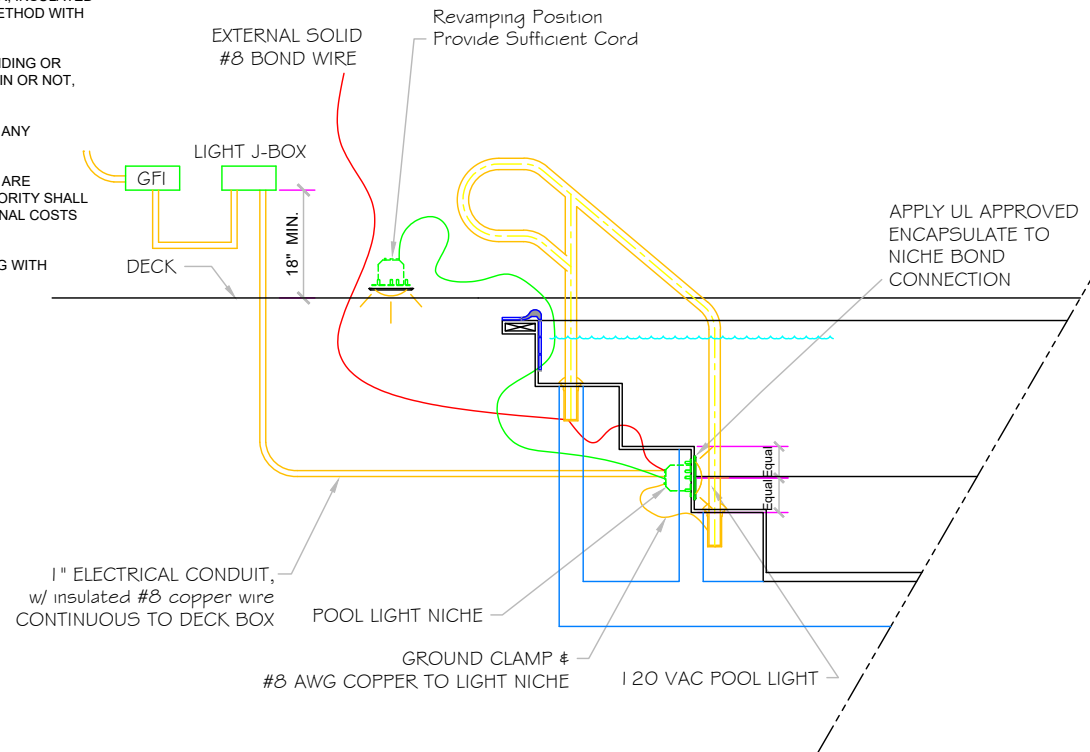 ETHOD WITH
NDING OR
IN OR NOT,
ANY
ARE
ORITY SHALL
NAL COSTS
G WITH
EXTERNAL SOLID
#8 BOND WIRE
Revamping Position
Provide Sufficient Cord
LIGHT J-BOX
GFI
18" MIN.
DECK
APPLY UL APPROVED
ENCAPSULATE TO
NICHE BOND
CONNECTION
Equal
Equal
1" ELECTRICAL CONDUIT,
w/ insulated #8 copper wire
CONTINUOUS TO DECK BOX
POOL LIGHT NICHE
GROUND CLAMP &
#8 AWG COPPER TO LIGHT NICHE
120 VAC POOL LIGHT